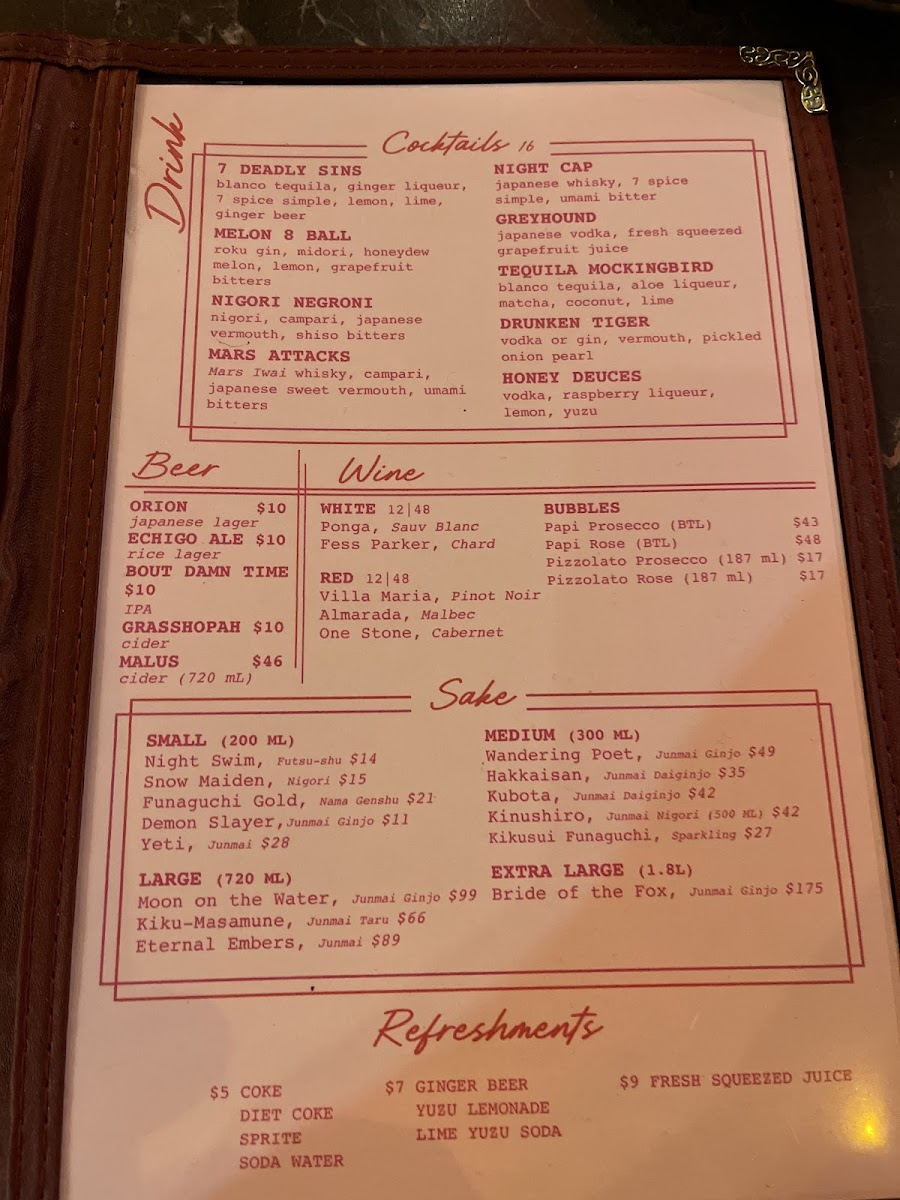 Drink
Cocktails 16
7 DEADLY SINS
blanco tequila, ginger liqueur,
7 spice simple, lemon, lime,
ginger beer
MELON 8 BALL
roku gin, midori, honeydew
melon, lemon, grapefruit
bitters
NIGORI NEGRONI
nigori, campari, japanese
vermouth, shiso bitters
MARS ATTACKS
Mars Iwai whisky, campari,
japanese sweet vermouth, umami
bitters
NIGHT CAP
japanese whisky, 7 spice
simple, umami bitter
GREYHOUND
japanese vodka, fresh squeezed
grapefruit juice
TEQUILA MOCKINGBIRD
blanco tequila, aloe liqueur,
matcha, coconut, lime
DRUNKEN TIGER
vodka or gin, vermouth, pickled
onion pearl
HONEY DEUCES
vodka, raspberry liqueur,
lemon, yuzu
Beer
ORION $10
japanese lager
ECHIGO ALE $10
rice lager
BOUT DAMN TIME
$10
IPA
GRASSHOPAH $10
cider
MALUS $46
cider (720 mL)
Wine
WHITE 12|48
Ponga, Sauv Blanc
Fess Parker, Chard
RED 12|48
Villa Maria, Pinot Noir
Almarada, Malbec
One Stone, Cabernet
BUBBLES
Papi Prosecco (BTL) $43
Papi Rose (BTL) $48
Pizzolato Prosecco (187 ml) $17
Pizzolato Rose (187 ml) $17
Sake
SMALL (200 ML)
Night Swim, Futsu-shu $14
Snow Maiden, Nigori $15
Funaguchi Gold, Nama Genshu $21
Demon Slayer,Junmai Ginjo $11
Yeti, Junmai $28
LARGE (720 ML)
Moon on the Water, Junmai Ginjo $99
Kiku-Masamune, Junmai Taru $66
Eternal Embers, Junmai $89
MEDIUM (300 ML)
Wandering Poet, Junmai Ginjo $49
Hakkaisan, Junmai Daiginjo $35
Kubota, Junmai Daiginjo $42
Kinushiro, Junmai Nigori (500 ML) $42
Kikusui Funaguchi, Sparkling $27
EXTRA LARGE (1.8L)
Bride of the Fox, Junmai Ginjo $175
Refreshments
$5 COKE
DIET COKE
SPRITE
SODA WATER
$7 GINGER BEER
YUZU LEMONADE
LIME YUZU SODA
$9 FRESH SQUEEZED JUICE